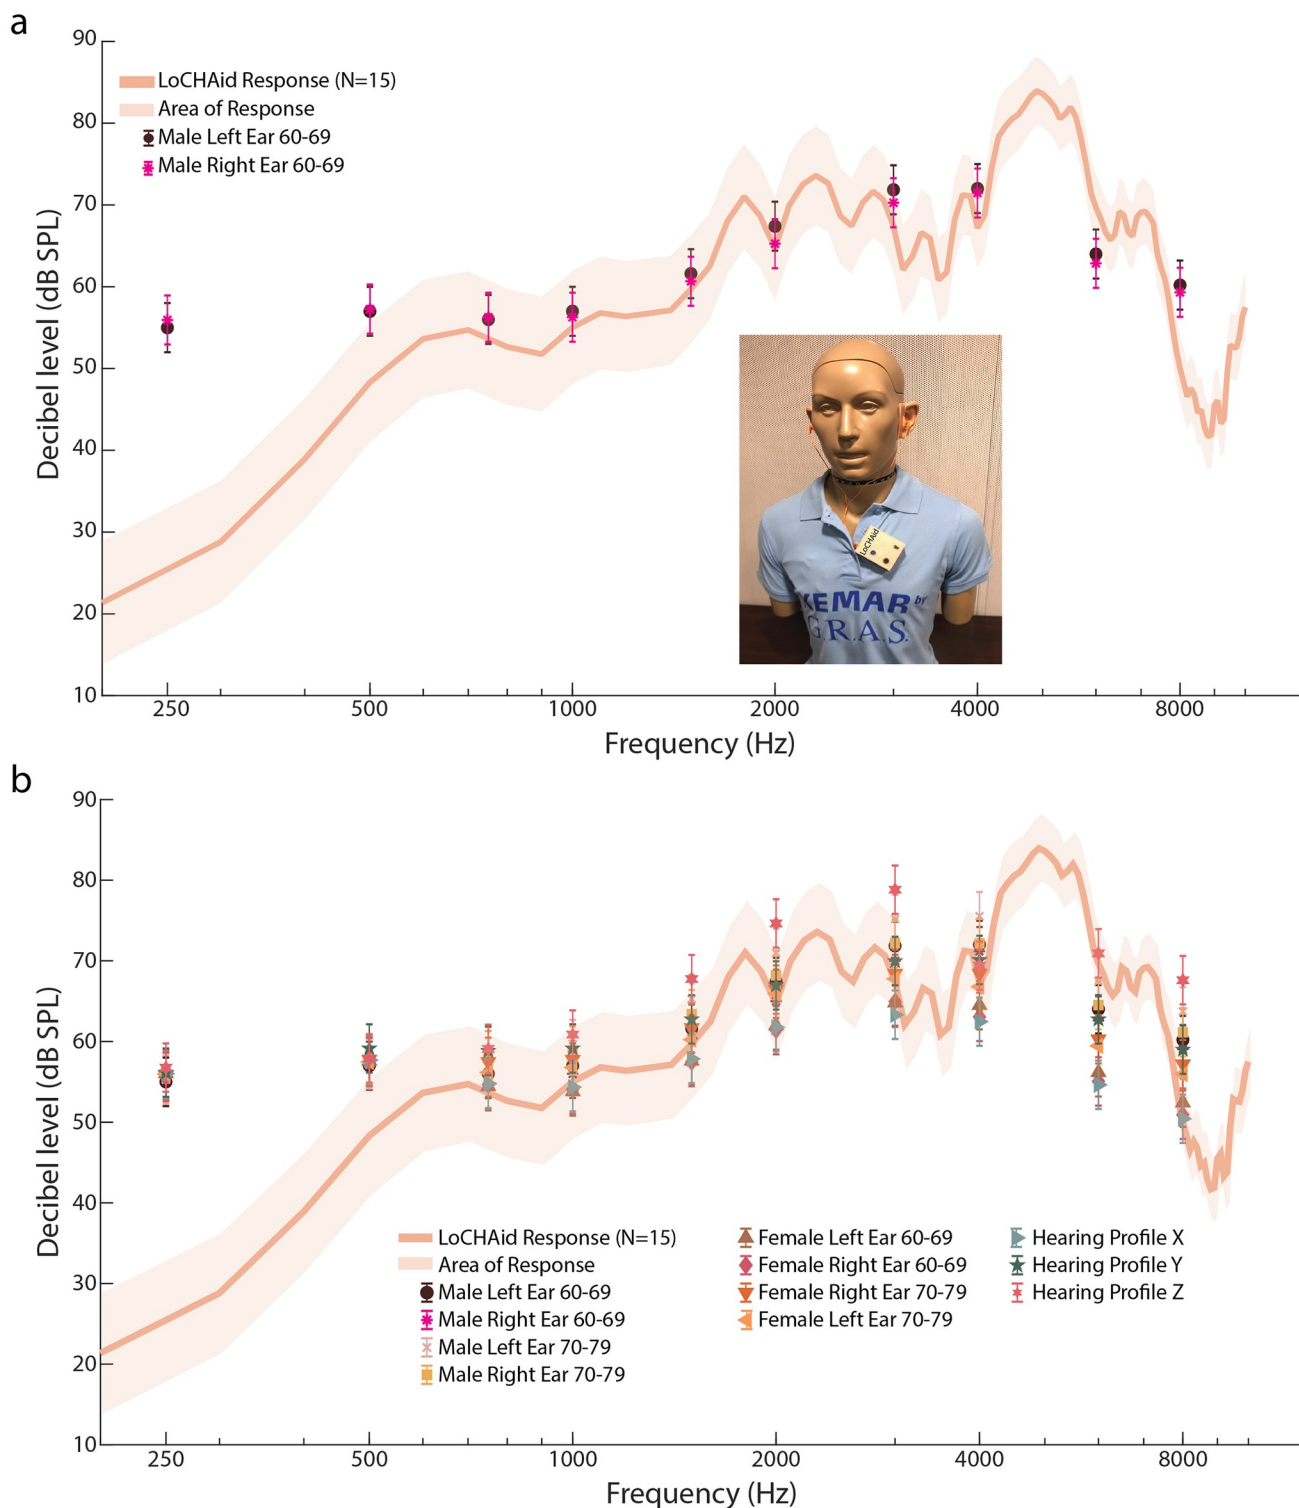 a
90
80
70
60
50
40
30
20
10
Decibel level (dB SPL)
LoCHAid Response (N=15)
Area of Response
Male Left Ear 60-69
Male Right Ear 60-69
LoCHAid
KEMAR by
G.R.A.S.
250 500 1000 2000 4000 8000
Frequency (Hz)
b
90
80
70
60
50
40
30
20
10
Decibel level (dB SPL)
LoCHAid Response (N=15)
Area of Response
Male Left Ear 60-69
Male Right Ear 60-69
Male Left Ear 70-79
Male Right Ear 70-79
Female Left Ear 60-69
Female Right Ear 60-69
Female Right Ear 70-79
Female Left Ear 70-79
Hearing Profile X
Hearing Profile Y
Hearing Profile Z
250 500 1000 2000 4000 8000
Frequency (Hz)